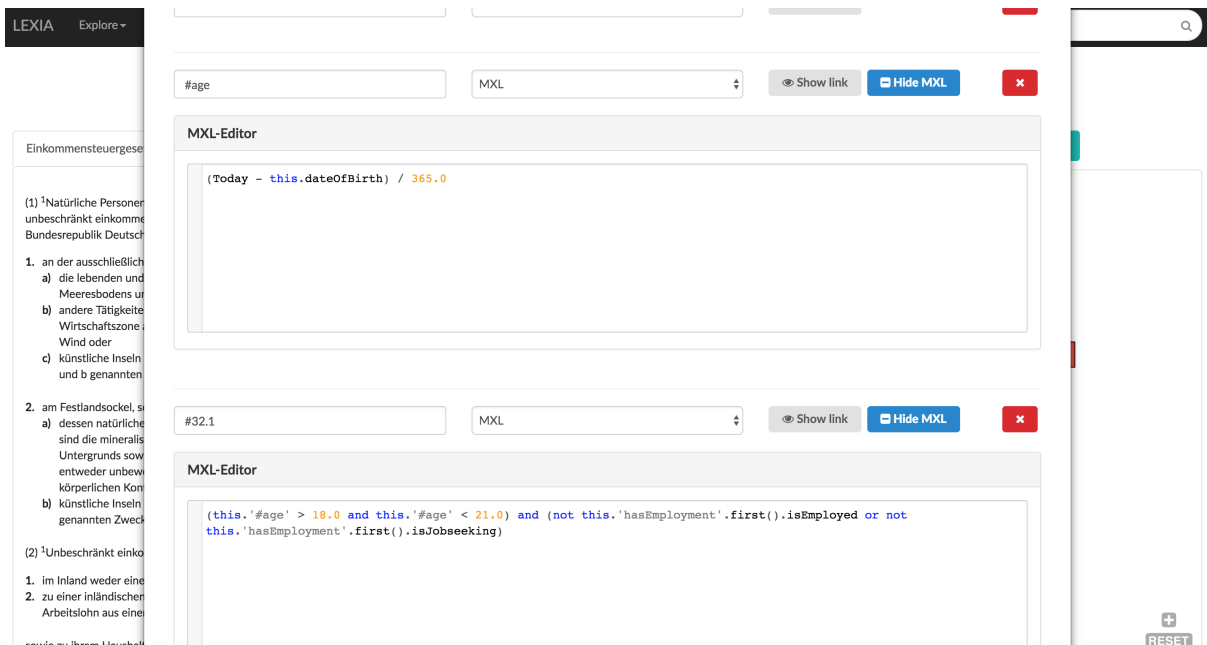 LEXIA Explore
#age MXL Show link Hide MXL
MXL-Editor
(Today - this.dateOfBirth) / 365.0
#32.1 MXL Show link Hide MXL
MXL-Editor
(this.'#age' > 18.0 and this.'#age' < 21.0) and (not this.'hasEmployment'.first().isEmployed or not
this.'hasEmployment'.first().isJobseeking)
Einkommensteuergese
(1) 1Natürliche Personen
unbeschränkt einkomme
Bundesrepublik Deutsch
1. an der ausschließlich
a) die lebenden und
Meeresbodens
b) andere Tätigkeite
Wirtschaftszone
Wind oder
c) künstliche Inseln
und b genannten
2. am Festlandsockel,
a) dessen natürliche
sind die mineralis
Untergrunds sow
entweder unbew
körperlichen Kon
b) künstliche Inseln
genannten Zweck
(2) 1Unbeschränkt einko
1. im Inland weder eine
2. zu einer inländischen
Arbeitslohn aus einer
RESET